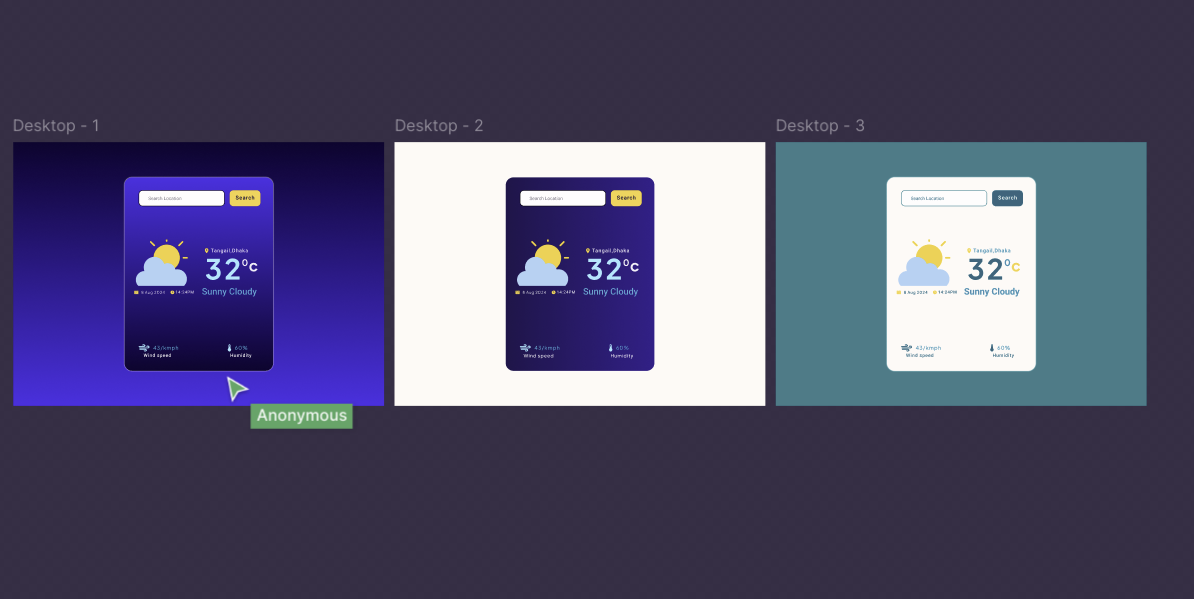 Desktop - 1
Search Location
Search
Tangail,Dhaka
32°C
8 Aug 2024
14:24PM
Sunny Cloudy
43/kmph
Wind speed
60%
Humidity
Anonymous
Desktop - 2
Search Location
Search
Tangail,Dhaka
32°C
8 Aug 2024
14:24PM
Sunny Cloudy
43/kmph
Wind speed
60%
Humidity
Desktop - 3
Search Location
Search
Tangail,Dhaka
32°C
8 Aug 2024
14:24PM
Sunny Cloudy
43/kmph
Wind speed
60%
Humidity